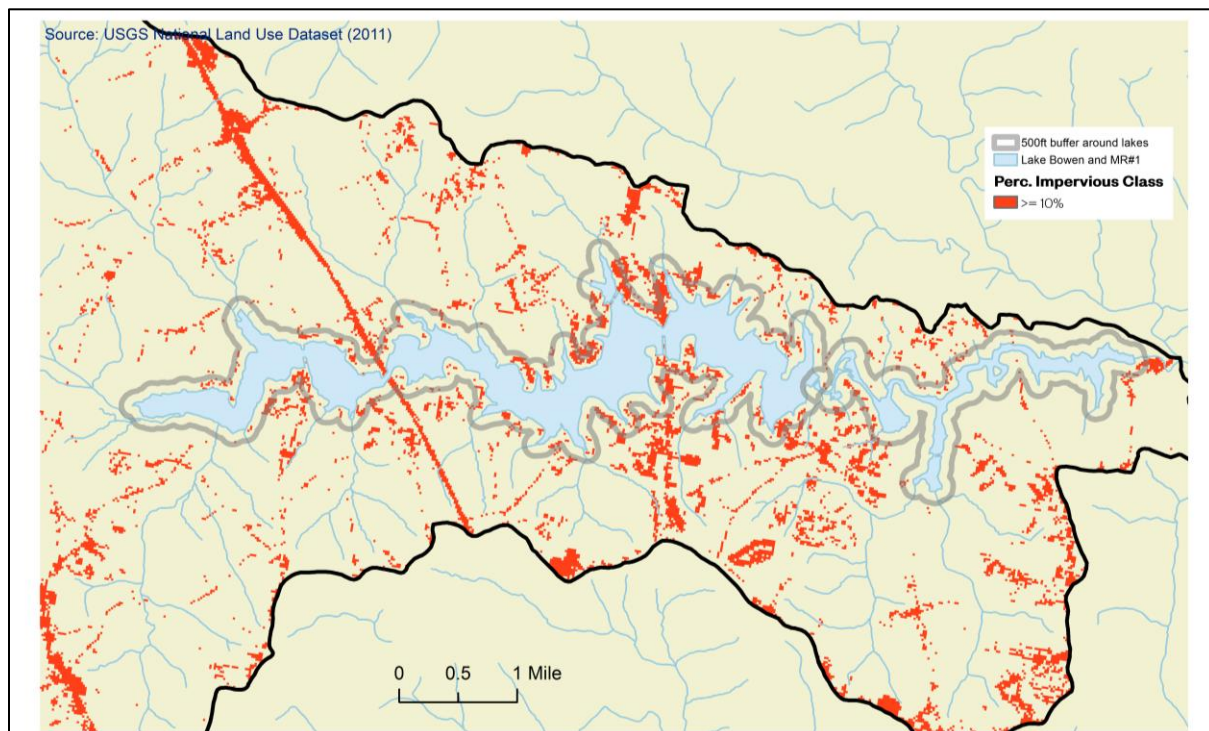 Source: USGS National Land Use Dataset (2011)
500ft buffer around lakes
Lake Bowen and MR#1
Perc. Impervious Class
>= 10%
0 0.5 1 Mile